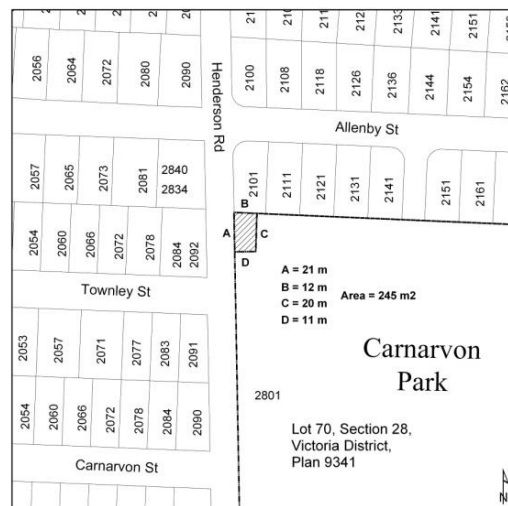 2101
2133
2141
2151
2056
2064
2072
2080
2090
2100
2108
2118
2126
2136
2144
2154
2162
Henderson Rd
Allenby St
2057
2065
2073
2081
2840
2834
2101
2111
2121
2131
2141
2151
2161
2054
2060
2066
2072
2078
2084
2092
B
A
C
D
Townley St
A = 21 m
B = 12 m
C = 20 m
D = 11 m
Area = 245 m2
2053
2057
2071
2077
2083
2091
Carnarvon
Park
2801
2054
2060
2066
2072
2078
2084
2090
Lot 70, Section 28,
Victoria District,
Plan 9341
Carnarvon St
N